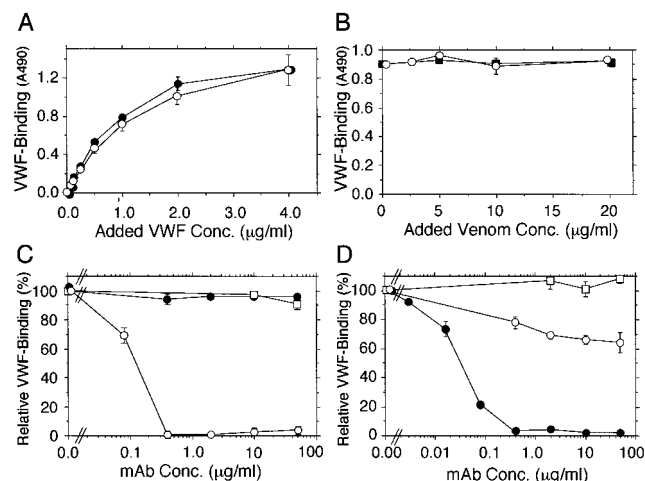 A
VWF-Binding (A490)
1.2
0.8
0.4
0.0
0.0 1.0 2.0 3.0 4.0
Added VWF Conc. (μg/ml)
B
VWF-Binding (A490)
1.0
0.8
0.6
0.4
0.2
0.0
0 5 10 15 20
Added Venom Conc. (μg/ml)
C
Relative VWF-Binding (%)
100
80
60
40
20
0
0.0 0.1 1.0 10 100
mAb Conc. (μg/ml)
D
Relative VWF-Binding (%)
100
80
60
40
20
0
0.0 0.01 0.1 1.0 10 100
mAb Conc. (μg/ml)